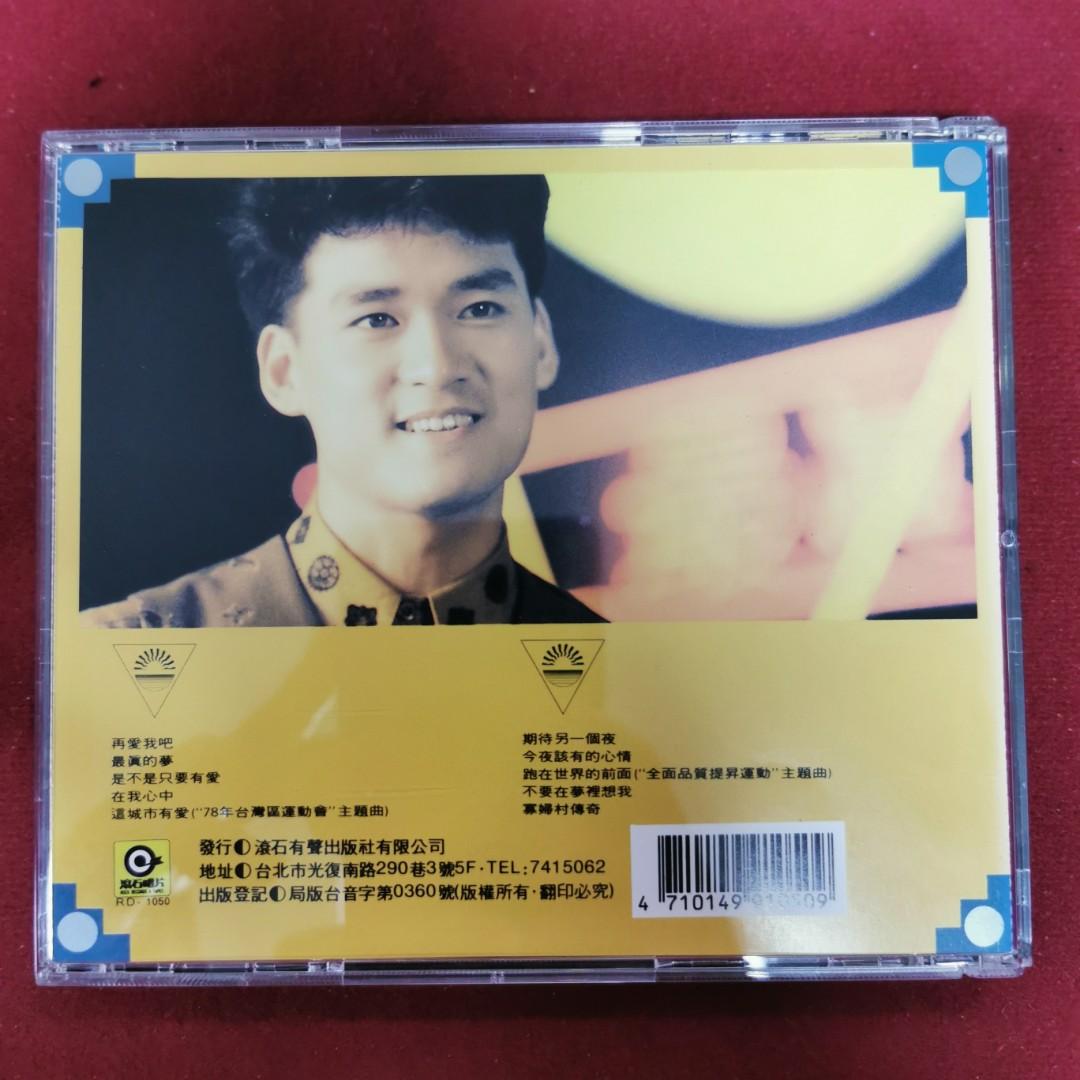 再愛我吧
最眞的夢
是不是只要有愛
在我心中
這城市有愛("78年台灣區運動會"主題曲)
期待另一個夜
今夜該有的心情
跑在世界的前面("全面品質提昇運動"主題曲)
不要在夢裡想我
寡婦村傳奇
滾石唱片
RD-1050
發行 滾石有聲出版社有限公司
地址 台北市光復南路290巷3號5F·TEL:7415062
出版登記 局版台音字第0360號(版權所有·翻印必究)
4 710149